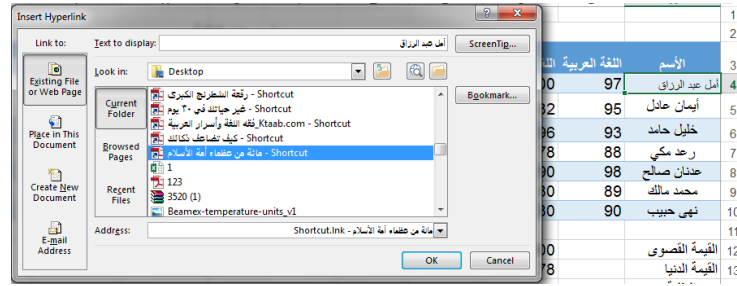 Insert Hyperlink
Link to:
Text to display:
أمل عبد الرزاق
ScreenTip...
Existing File or Web Page
Look in:
Desktop
Current Folder
رقعة الشطرنج الكبرى - Shortcut
غير حياتك في ٣٠ يوم - Shortcut
Ktaab.com_فقه اللغة وأسرار العربية - Shortcut
كيف تضاعف ذكائك - Shortcut
مائة من عظماء أمة الأسلام - Shortcut
1
123
3520 (1)
Beamex-temperature-units_v1
Bookmark...
Place in This Document
Browsed Pages
Create New Document
Recent Files
E-mail Address
Address:
مائة من عظماء أمة الأسلام - Shortcut.lnk
OK
Cancel
1
2
3 الأسم اللغة العربية
4 أمل عبد الرزاق 97
5 أيمان عادل 95
6 خليل حامد 93
7 رعد مكي 88
8 عدنان صالح 98
9 محمد مالك 89
10 نهى حبيب 90
11
12 القيمة القصوى
13 القيمة الدنيا